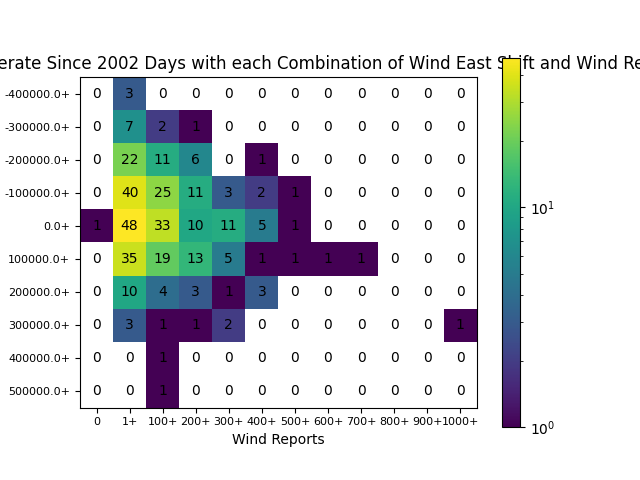 erate Since 2002 Days with each Combination of Wind East Shift and Wind Re
-400000.0+ 0 3 0 0 0 0 0 0 0 0 0 0
-300000.0+ 0 7 2 1 0 0 0 0 0 0 0 0
-200000.0+ 0 22 11 6 0 1 0 0 0 0 0 0
-100000.0+ 0 40 25 11 3 2 1 0 0 0 0 0
0.0+ 1 48 33 10 11 5 1 0 0 0 0 0
100000.0+ 0 35 19 13 5 1 1 1 1 0 0 0
200000.0+ 0 10 4 3 1 3 0 0 0 0 0 0
300000.0+ 0 3 1 1 2 0 0 0 0 0 0 1
400000.0+ 0 0 1 0 0 0 0 0 0 0 0 0
500000.0+ 0 0 1 0 0 0 0 0 0 0 0 0
0 1+ 100+ 200+ 300+ 400+ 500+ 600+ 700+ 800+ 900+ 1000+
Wind Reports
10¹
10⁰